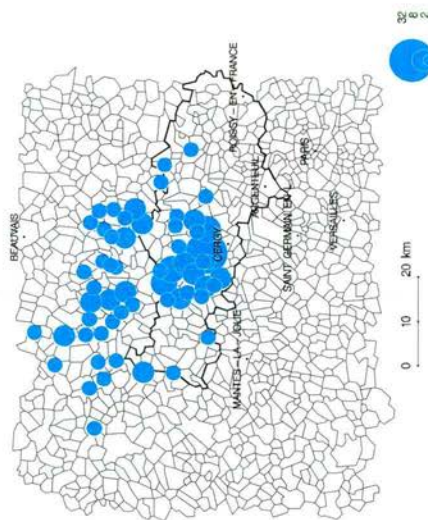 BEAUVAIS
ROISSY – EN – FRANCE
ARGENTEUIL
PARIS
CERGY
SAINT GERMAIN EN L
VERSAILLES
MANTES – LA – JOLIE
0 10 20 km
32
8
2